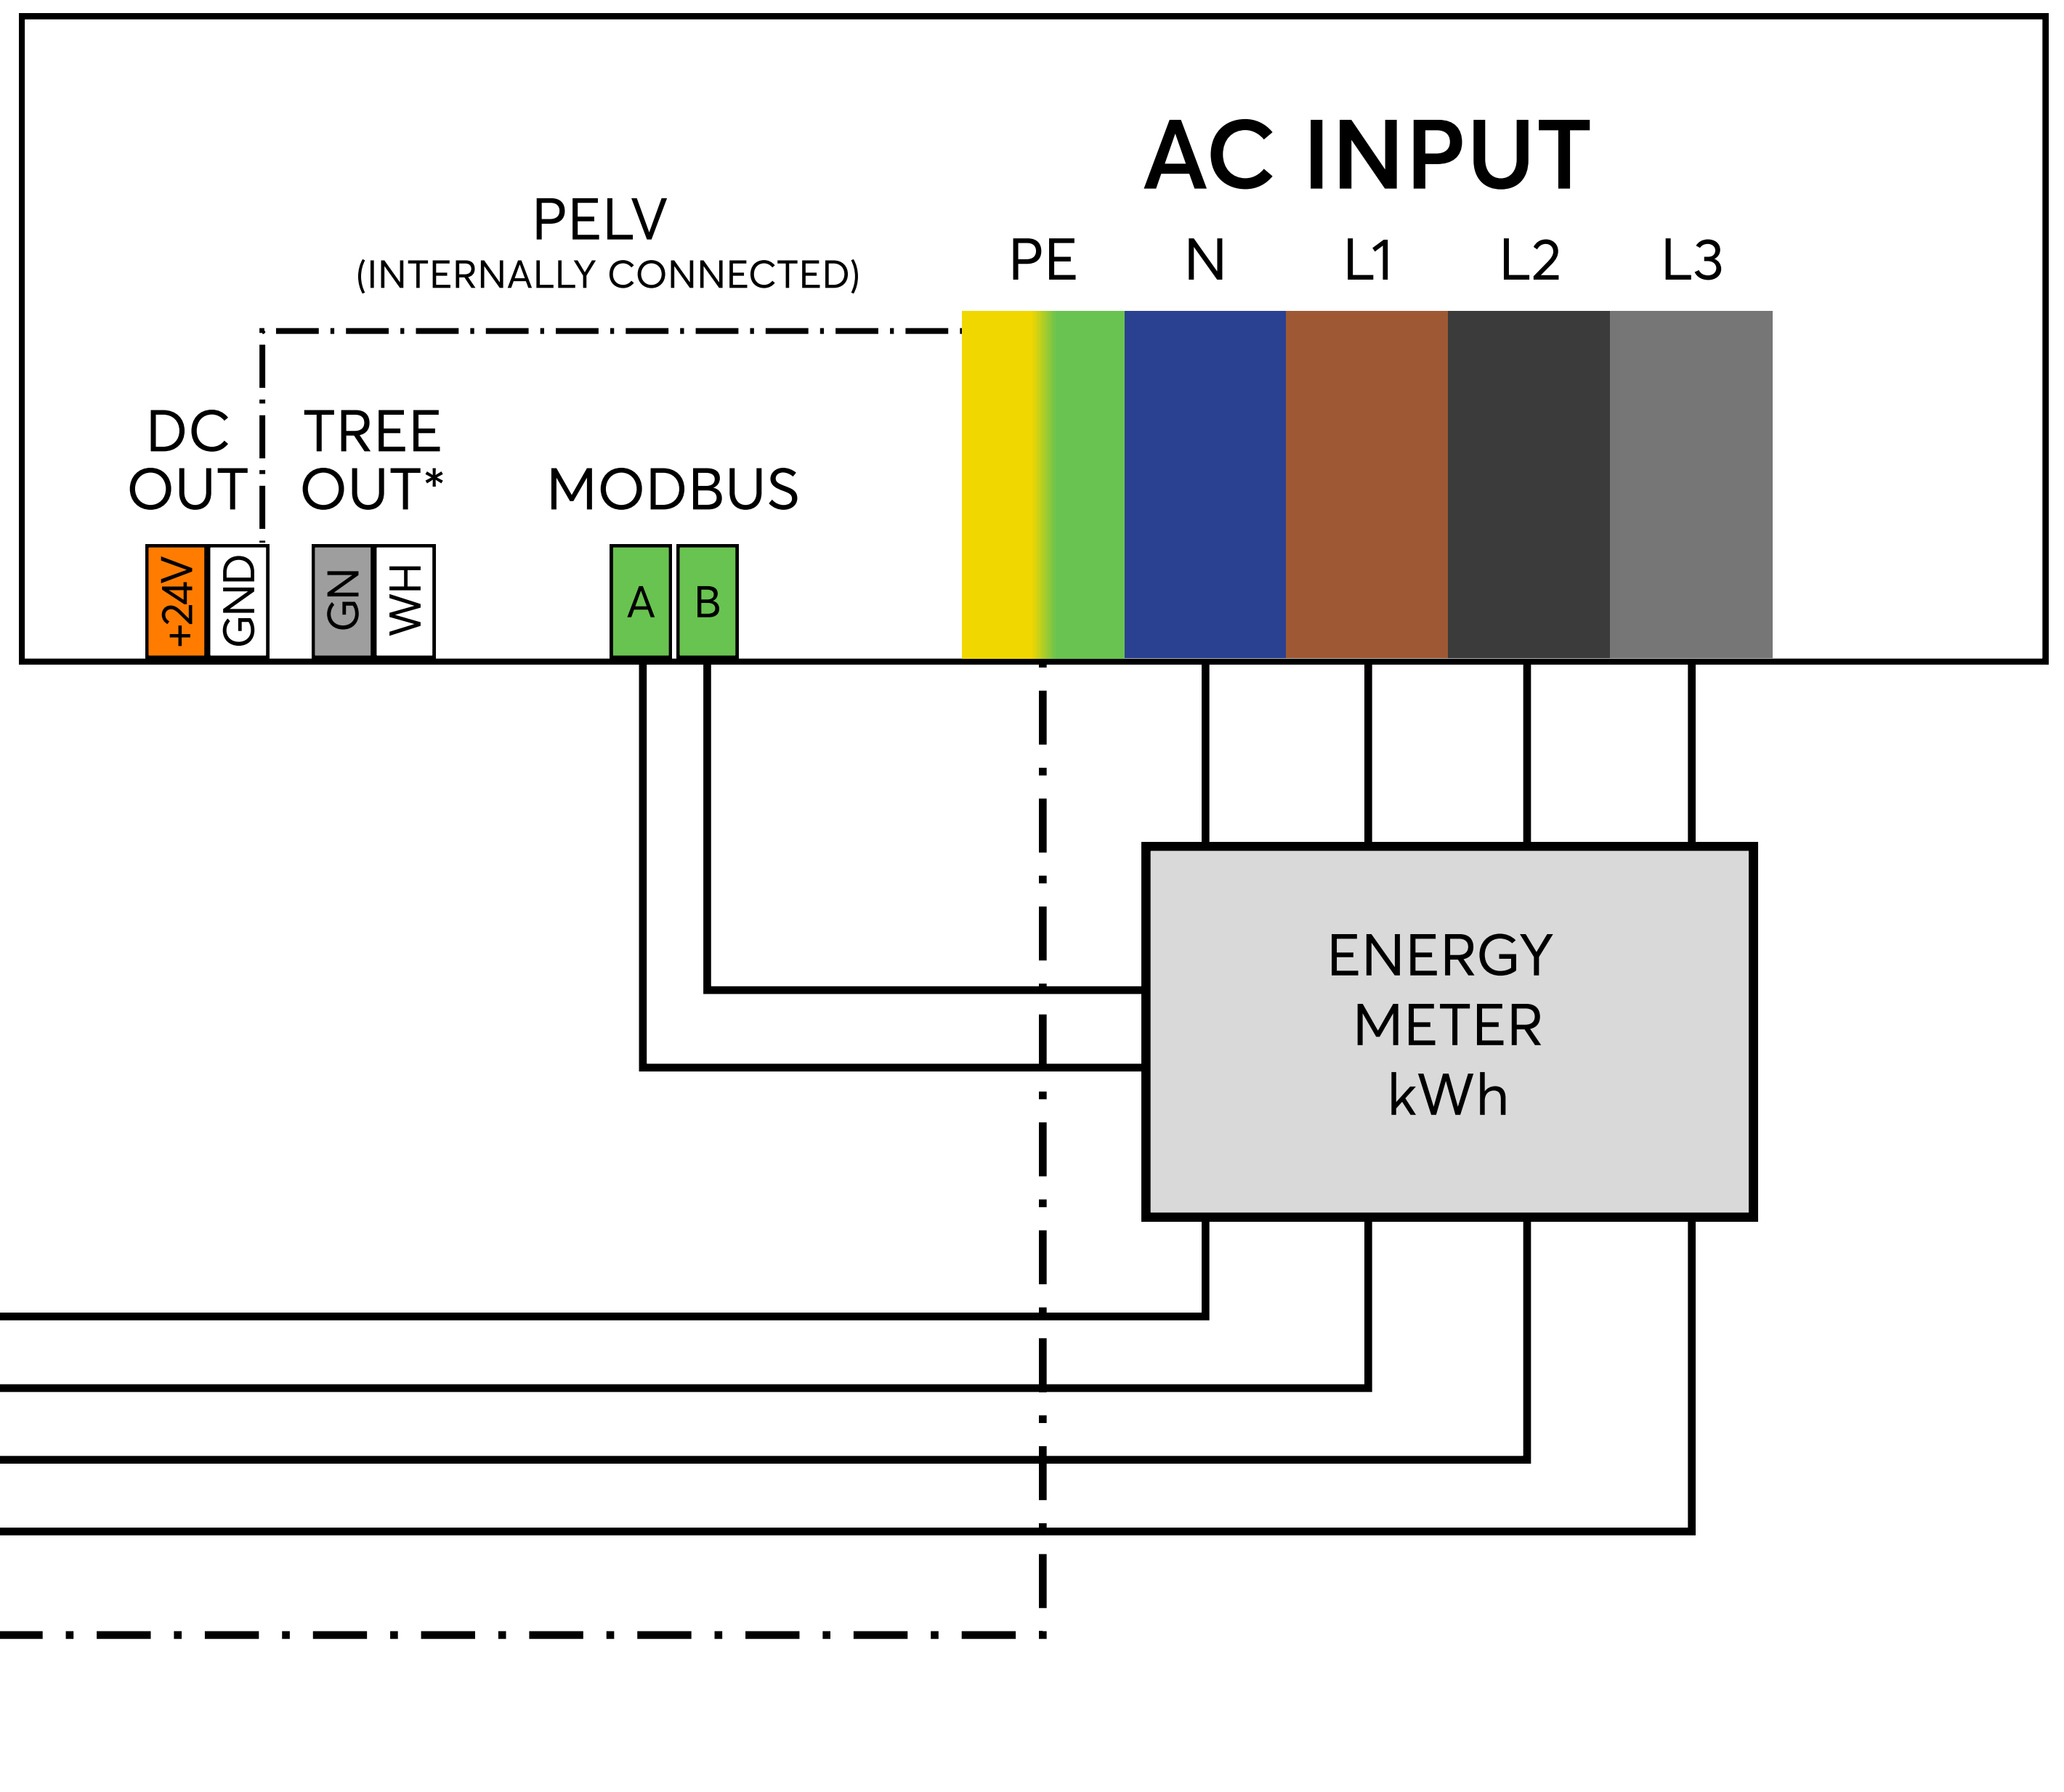 AC INPUT
PELV
(INTERNALLY CONNECTED)
PE N L1 L2 L3
DC
OUT
TREE
OUT*
MODBUS
+24V GND GN WH A B
ENERGY
METER
kWh